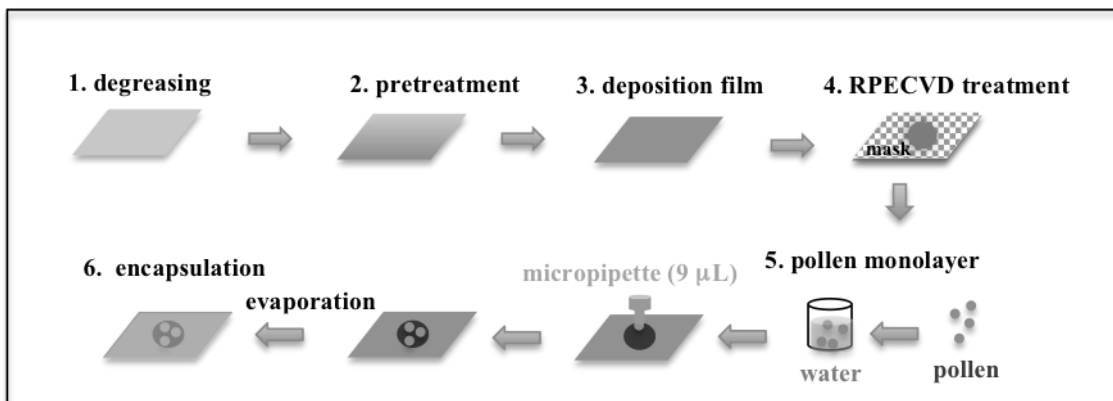 1. degreasing
2. pretreatment
3. deposition film
4. RPECVD treatment
mask
5. pollen monolayer
pollen
water
micropipette (9 µL)
evaporation
6. encapsulation